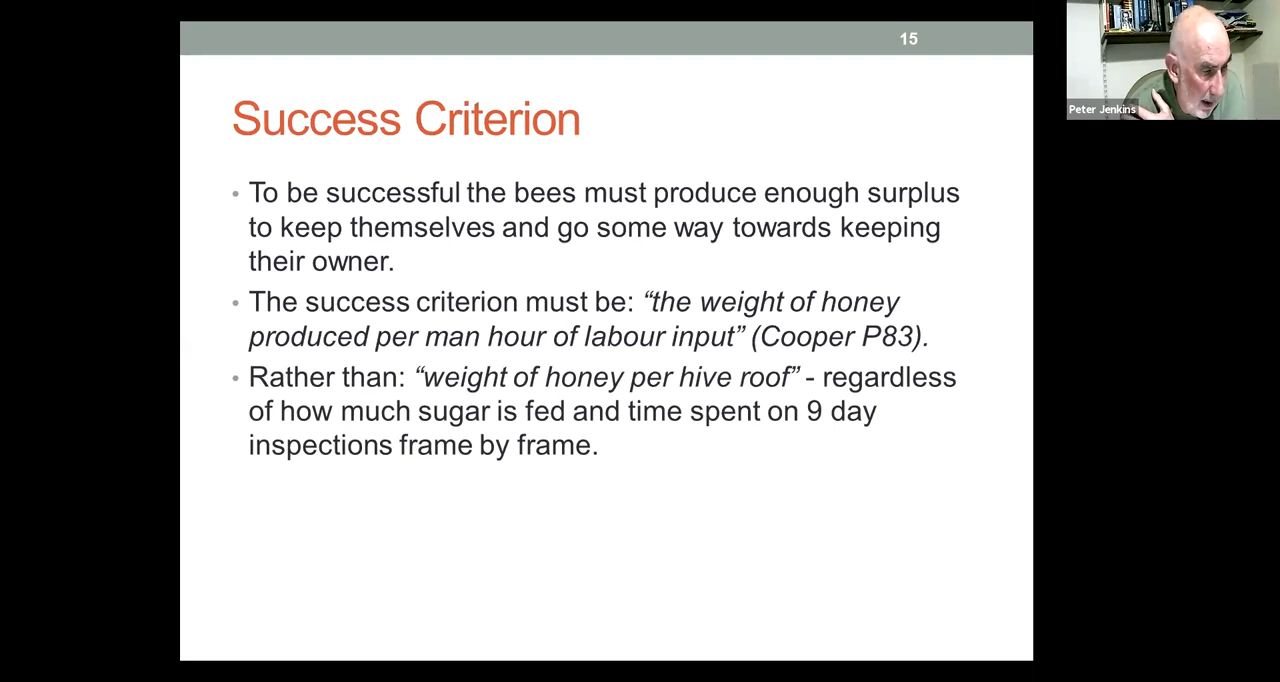 15
Peter Jenkins
Success Criterion
• To be successful the bees must produce enough surplus
to keep themselves and go some way towards keeping
their owner.
• The success criterion must be: “the weight of honey
produced per man hour of labour input” (Cooper P83).
• Rather than: “weight of honey per hive roof” - regardless
of how much sugar is fed and time spent on 9 day
inspections frame by frame.